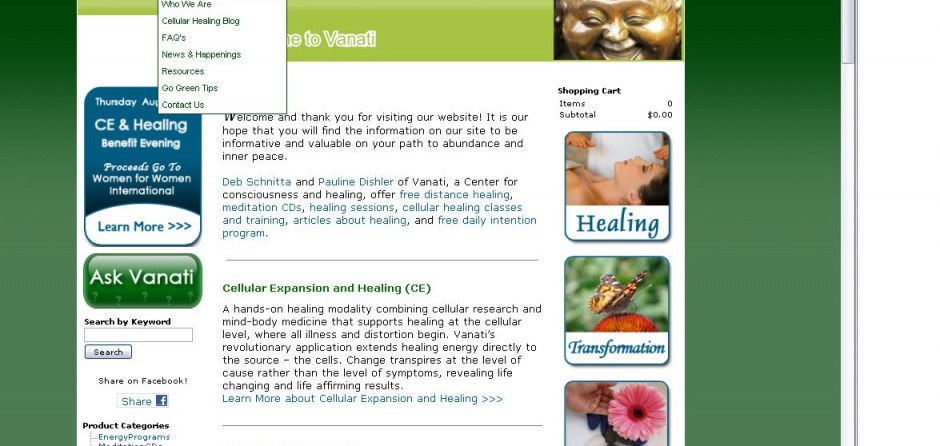 Who We Are
Cellular Healing Blog
FAQ's
News & Happenings
Resources
Go Green Tips
Contact Us
to Vanati
Thursday
CE & Healing
Benefit Evening
Proceeds Go To
Women for Women
International
Learn More >>>
Ask Vanati
? ? ? ? ?
Search by Keyword
Search
Share on Facebook!
Share f
Product Categories
EnergyPrograms
MeditationCDs
Welcome and thank you for visiting our website! It is our
hope that you will find the information on our site to be
informative and valuable on your path to abundance and
inner peace.
Deb Schnitta and Pauline Dishler of Vanati, a Center for
consciousness and healing, offer free distance healing,
meditation CDs, healing sessions, cellular healing classes
and training, articles about healing, and free daily intention
program.
Cellular Expansion and Healing (CE)
A hands-on healing modality combining cellular research and
mind-body medicine that supports healing at the cellular
level, where all illness and distortion begin. Vanati's
revolutionary application extends healing energy directly to
the source – the cells. Change transpires at the level of
cause rather than the level of symptoms, revealing life
changing and life affirming results.
Learn More about Cellular Expansion and Healing >>>
Shopping Cart
Items 0
Subtotal $0.00
Healing
Transformation